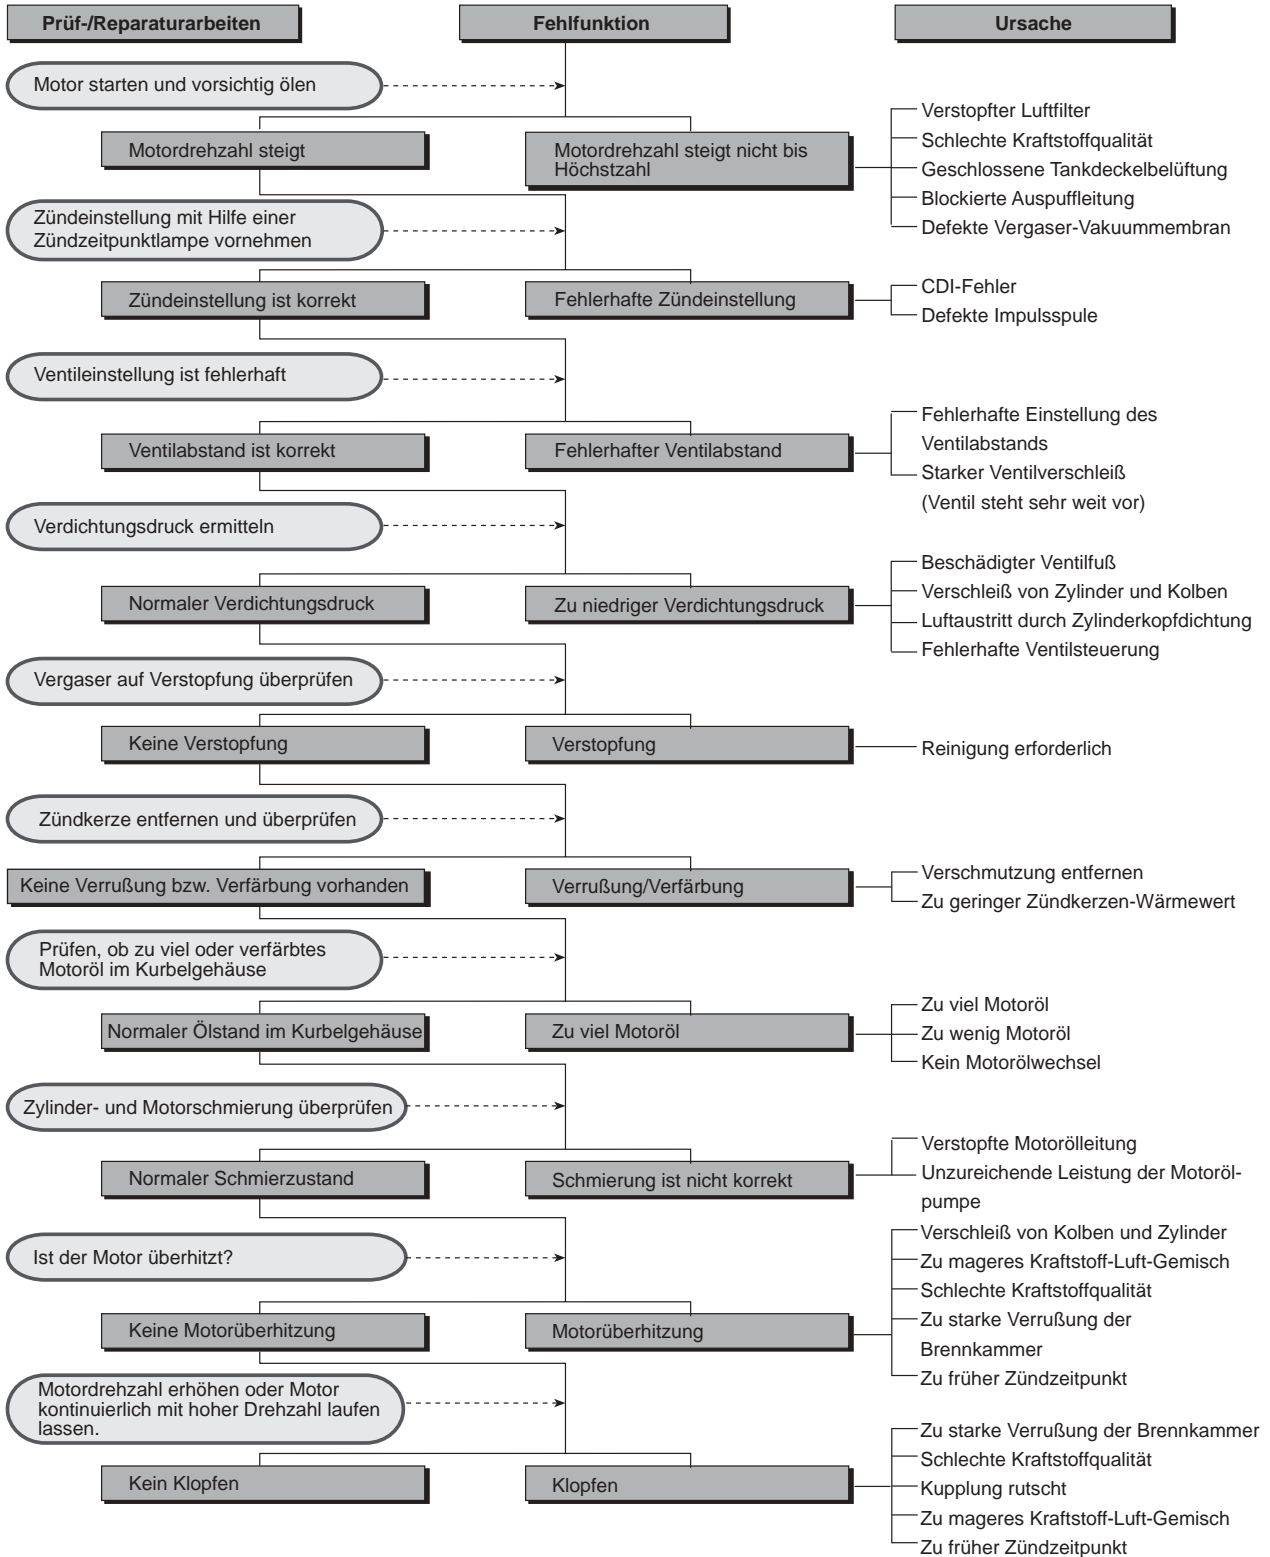 Prüf-/Reparaturarbeiten
Fehlfunktion
Ursache
Motor starten und vorsichtig ölen
Motordrehzahl steigt
Motordrehzahl steigt nicht bis
Höchstzahl
Verstopfter Luftfilter
Schlechte Kraftstoffqualität
Geschlossene Tankdeckelbelüftung
Blockierte Auspuffleitung
Defekte Vergaser-Vakuummembran
Zündeinstellung mit Hilfe einer
Zündzeitpunktlampe vornehmen
Zündeinstellung ist korrekt
Fehlerhafte Zündeinstellung
CDI-Fehler
Defekte Impulsspule
Ventileinstellung ist fehlerhaft
Ventilabstand ist korrekt
Fehlerhafter Ventilabstand
Fehlerhafte Einstellung des
Ventilabstands
Starker Ventilverschleiß
(Ventil steht sehr weit vor)
Verdichtungsdruck ermitteln
Normaler Verdichtungsdruck
Zu niedriger Verdichtungsdruck
Beschädigter Ventilfuß
Verschleiß von Zylinder und Kolben
Luftaustritt durch Zylinderkopfdichtung
Fehlerhafte Ventilsteuerung
Vergaser auf Verstopfung überprüfen
Keine Verstopfung
Verstopfung
Reinigung erforderlich
Zündkerze entfernen und überprüfen
Keine Verrußung bzw. Verfärbung vorhanden
Verrußung/Verfärbung
Verschmutzung entfernen
Zu geringer Zündkerzen-Wärmewert
Prüfen, ob zu viel oder verfärbtes
Motoröl im Kurbelgehäuse
Normaler Ölstand im Kurbelgehäuse
Zu viel Motoröl
Zu viel Motoröl
Zu wenig Motoröl
Kein Motorölwechsel
Zylinder- und Motorschmierung überprüfen
Normaler Schmierzustand
Schmierung ist nicht korrekt
Verstopfte Motorölleitung
Unzureichende Leistung der Motoröl-
pumpe
Ist der Motor überhitzt?
Keine Motorüberhitzung
Motorüberhitzung
Verschleiß von Kolben und Zylinder
Zu mageres Kraftstoff-Luft-Gemisch
Schlechte Kraftstoffqualität
Zu starke Verrußung der
Brennkammer
Zu früher Zündzeitpunkt
Motordrehzahl erhöhen oder Motor
kontinuierlich mit hoher Drehzahl laufen
lassen.
Kein Klopfen
Klopfen
Zu starke Verrußung der Brennkammer
Schlechte Kraftstoffqualität
Kupplung rutscht
Zu mageres Kraftstoff-Luft-Gemisch
Zu früher Zündzeitpunkt